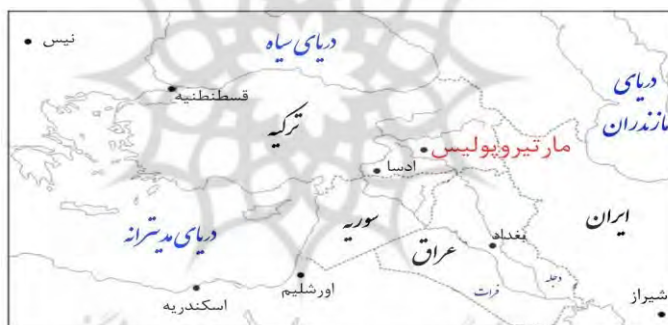 نیس
دریای سیاه
دریای
مازندران
قسطنطنیه
ترکیه
مارتیروپولیس
ادسا
ایران
سوریه
دریای مدیترانه
بغداد
عراق
دجله
فرات
اورشلیم
اسکندریه
شیراز